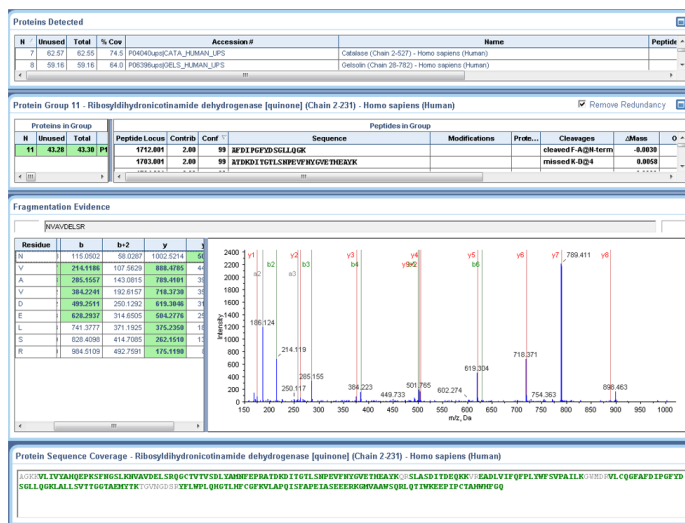 Proteins Detected
N Unused Total % Cov Accession # Name Peptide
7 62.57 62.55 74.5 P04040ups|CATA_HUMAN_UPS Catalase (Chain 2-527) - Homo sapiens (Human)
8 59.16 59.16 64.0 P06396ups|GELS_HUMAN_UPS Gelsolin (Chain 28-782) - Homo sapiens (Human)
Protein Group 11 - Ribosyldihydronicotinamide dehydrogenase [quinone] (Chain 2-231) - Homo sapiens (Human) Remove Redundancy
Proteins in Group Peptides in Group
N Unused Total Peptide Locus Contrib Conf Sequence Modifications Prote... Cleavages ΔMass
11 43.28 43.30 P1 1712.001 2.00 99 AFDIPGFYDSGLLQGK cleaved F-A@N-term -0.0030
1703.001 2.00 99 ATDKDITGTLSNPEVFNYGVETHEAYK missed K-D@4 0.0058
Fragmentation Evidence
NVAVDELSR
Residue b b+2 y
N 115.0502 58.0287 1002.5214
V 214.1186 107.5629 888.4785
A 285.1557 143.0815 789.4101
V 384.2241 192.6157 718.3730
D 499.2511 250.1292 619.3046
E 628.2937 314.6505 504.2776
L 741.3777 371.1925 375.2350
S 828.4098 414.7085 262.1510
R 984.5109 492.7591 175.1190
Intensity
2400
2200
2000
1800
1600
1400
1200
1000
800
600
400
200
0
y1 y2 y3 y4 y5 y6 y7 y8
a2 b2 a3 b3 b4 b6
789.411
186.124
214.119
250.117
285.155
384.223
449.733
501.765
602.274
619.304
718.371
754.363
898.463
150 200 250 300 350 400 450 500 550 600 650 700 750 800 850 900 950 1000
m/z, Da
Protein Sequence Coverage - Ribosyldihydronicotinamide dehydrogenase [quinone] (Chain 2-231) - Homo sapiens (Human)
AGKKVLIVYAHQEPKSFNGSLKNVAVDELSRQGCTVTVSDLYAMNFEPRATDKDITGTLSNPEVFNYGVETHEAYKQRSLASDITDEQKKVREADLVIFQFPLYWFSVPAILKGWMDRVLCQGFAFDIPGFYD
SGLLQGKLALLSVTTGGTAEMYTKTGVNGDSRYFLWPLQHGTLHFCGFKVLAPQISFAPEIASEEERKGMVAAWSQRLQTIWKEEPIPCTAHWHFGQ